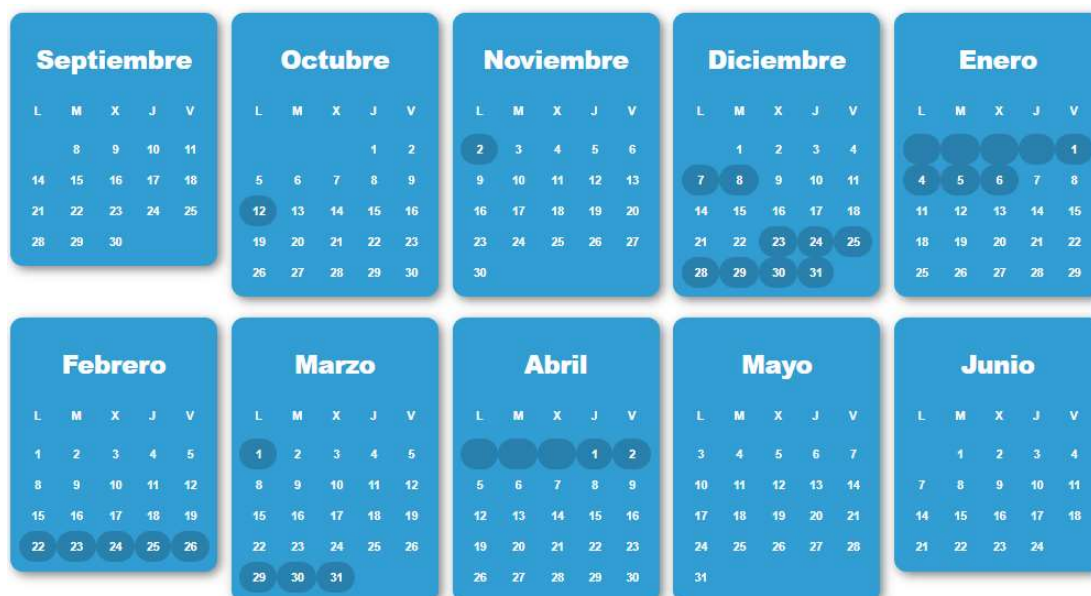 Septiembre
L M X J V
8 9 10 11
14 15 16 17 18
21 22 23 24 25
28 29 30
Octubre
L M X J V
1 2
5 6 7 8 9
12 13 14 15 16
19 20 21 22 23
26 27 28 29 30
Noviembre
L M X J V
2 3 4 5 6
9 10 11 12 13
16 17 18 19 20
23 24 25 26 27
30
Diciembre
L M X J V
1 2 3 4
7 8 9 10 11
14 15 16 17 18
21 22 23 24 25
28 29 30 31
Enero
L M X J V
1
4 5 6 7 8
11 12 13 14 15
18 19 20 21 22
25 26 27 28 29
Febrero
L M X J V
1 2 3 4 5
8 9 10 11 12
15 16 17 18 19
22 23 24 25 26
Marzo
L M X J V
1 2 3 4 5
8 9 10 11 12
15 16 17 18 19
22 23 24 25 26
29 30 31
Abril
L M X J V
1 2
5 6 7 8 9
12 13 14 15 16
19 20 21 22 23
26 27 28 29 30
Mayo
L M X J V
3 4 5 6 7
10 11 12 13 14
17 18 19 20 21
24 25 26 27 28
31
Junio
L M X J V
1 2 3 4
7 8 9 10 11
14 15 16 17 18
21 22 23 24